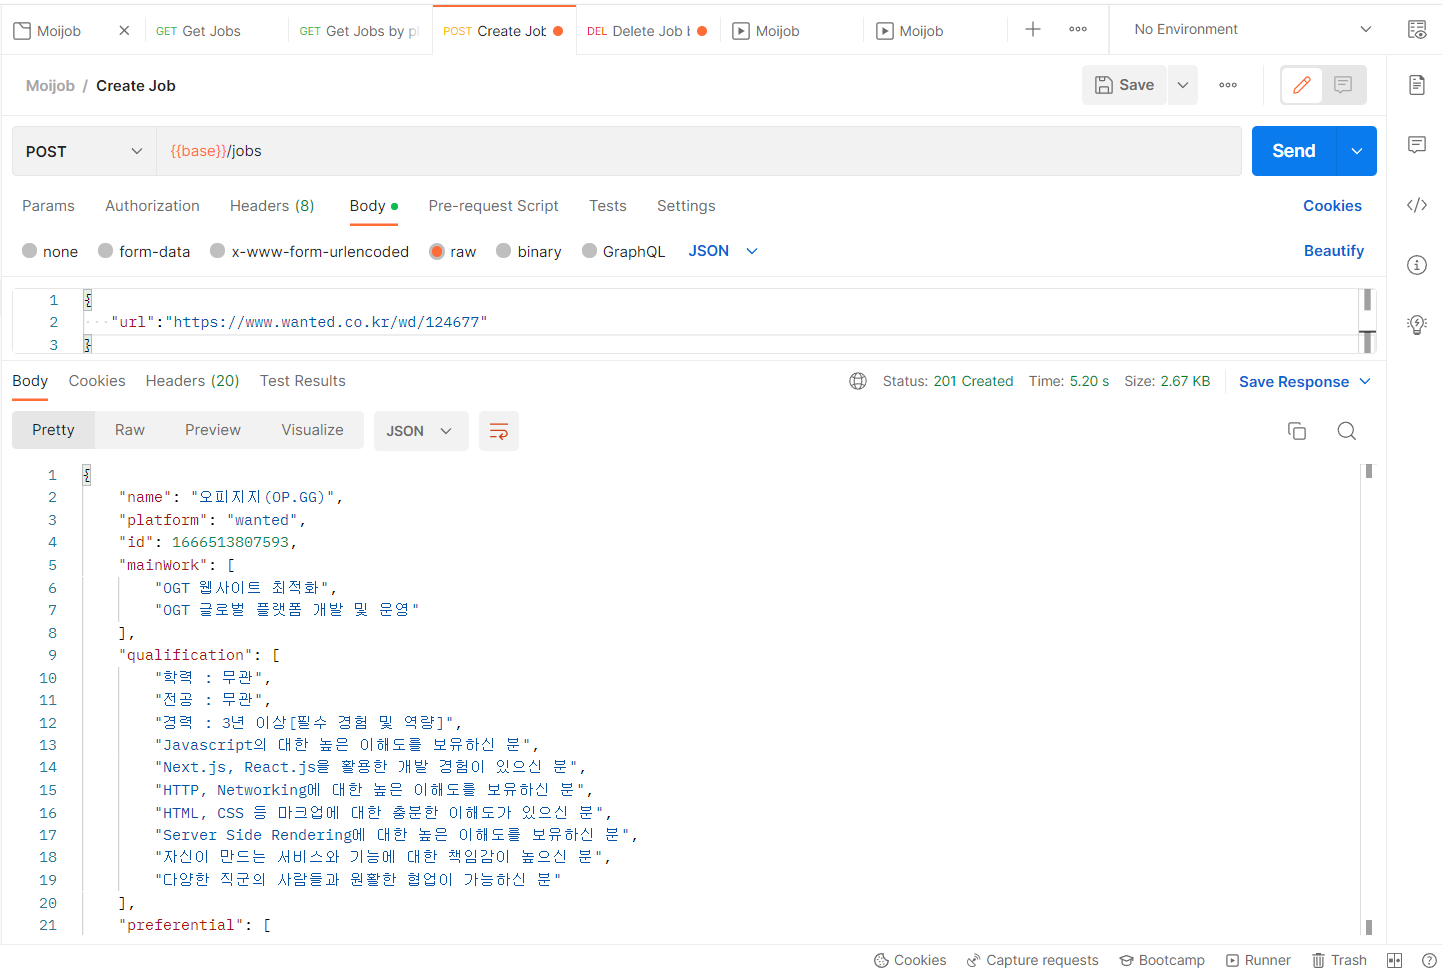 Moijob
GET Get Jobs
GET Get Jobs by pl
POST Create Job
DEL Delete Job b
Moijob
Moijob
No Environment
Moijob / Create Job
Save
POST
{{base}}/jobs
Send
Params Authorization Headers (8) Body Pre-request Script Tests Settings
Cookies
none form-data x-www-form-urlencoded raw binary GraphQL JSON
Beautify
1 {
2 "url":"https://www.wanted.co.kr/wd/124677"
3 }
Body Cookies Headers (20) Test Results
Status: 201 Created Time: 5.20 s Size: 2.67 KB Save Response
Pretty Raw Preview Visualize JSON
1 {
2 "name": "오피지지(OP.GG)",
3 "platform": "wanted",
4 "id": 1666513807593,
5 "mainWork": [
6 "OGT 웹사이트 최적화",
7 "OGT 글로벌 플랫폼 개발 및 운영"
8 ],
9 "qualification": [
10 "학력 : 무관",
11 "전공 : 무관",
12 "경력 : 3년 이상[필수 경험 및 역량]",
13 "Javascript의 대한 높은 이해도를 보유하신 분",
14 "Next.js, React.js을 활용한 개발 경험이 있으신 분",
15 "HTTP, Networking에 대한 높은 이해도를 보유하신 분",
16 "HTML, CSS 등 마크업에 대한 충분한 이해도가 있으신 분",
17 "Server Side Rendering에 대한 높은 이해도를 보유하신 분",
18 "자신이 만드는 서비스와 기능에 대한 책임감이 높으신 분",
19 "다양한 직군의 사람들과 원활한 협업이 가능하신 분"
20 ],
21 "preferential": [
Cookies Capture requests Bootcamp Runner Trash